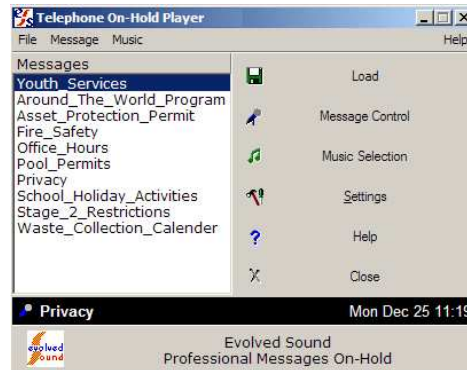 Telephone On-Hold Player
File Message Music Help
Messages
Youth_Services
Around_The_World_Program
Asset_Protection_Permit
Fire_Safety
Office_Hours
Pool_Permits
Privacy
School_Holiday_Activities
Stage_2_Restrictions
Waste_Collection_Calender
Load
Message Control
Music Selection
Settings
Help
Close
Privacy Mon Dec 25 11:19
evolved
sound
Evolved Sound
Professional Messages On-Hold